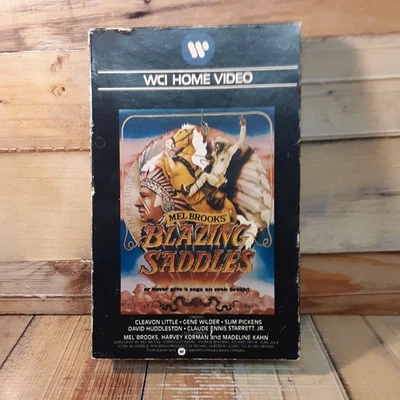 WCI HOME VIDEO
MEL BROOKS'
BLAZING
SADDLES
or never give a saga an even break!
CLEAVON LITTLE • GENE WILDER • SLIM PICKENS
DAVID HUDDLESTON • CLAUDE ENNIS STARRETT, JR.
MEL BROOKS, HARVEY KORMAN and MADELINE KAHN